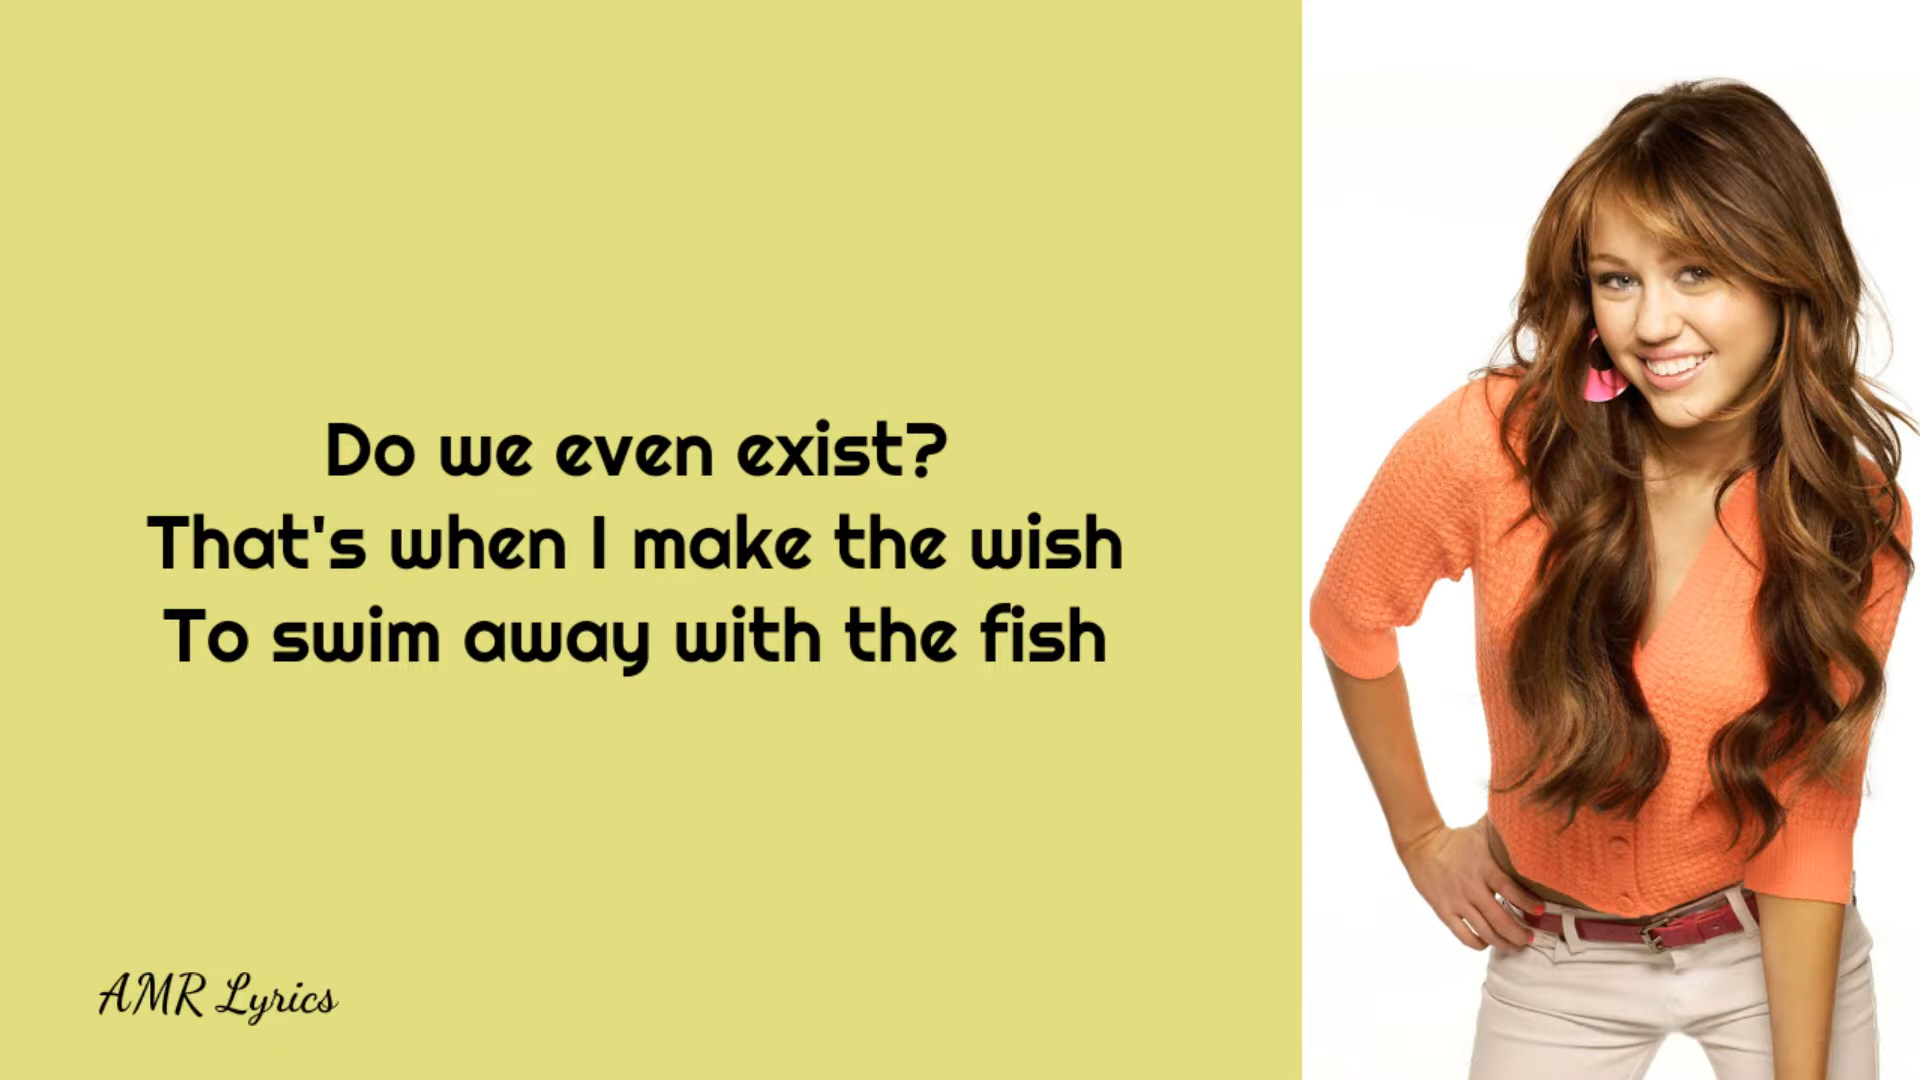 Do we even exist?
That's when I make the wish
To swim away with the fish
AMR Lyrics